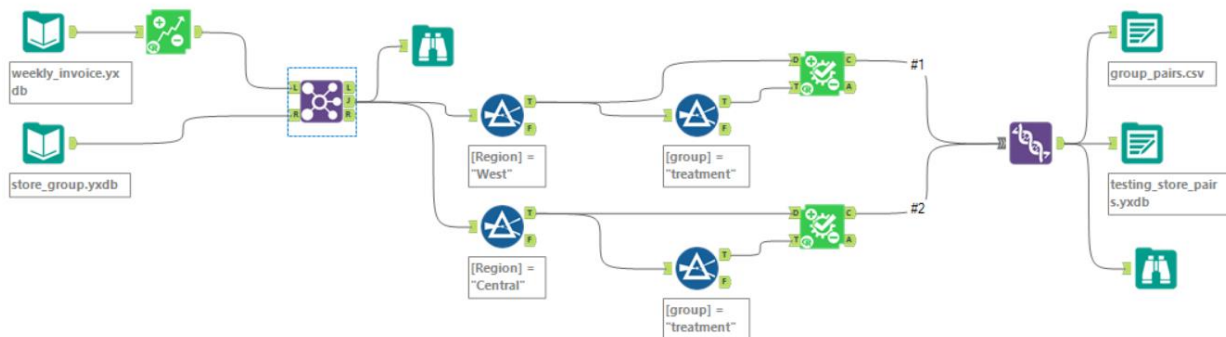 weekly_invoice.yx
db
store_group.yxdb
L
R
L
J
R
[Region] =
"West"
T
F
[group] =
"treatment"
T
F
D
T
C
A
#1
[Region] =
"Central"
T
F
[group] =
"treatment"
T
F
D
T
C
A
#2
group_pairs.csv
testing_store_pair
s.yxdb